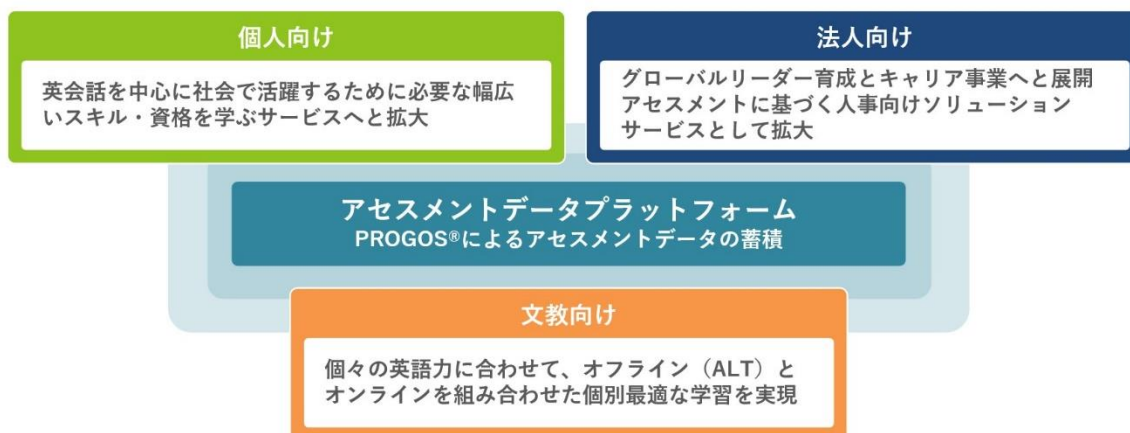 個人向け
英会話を中心に社会で活躍するために必要な幅広
いスキル・資格を学ぶサービスへと拡大
法人向け
グローバルリーダー育成とキャリア事業へと展開
アセスメントに基づく人事向けソリューション
サービスとして拡大
アセスメントデータプラットフォーム
PROGOS®によるアセスメントデータの蓄積
文教向け
個々の英語力に合わせて、オフライン（ALT）と
オンラインを組み合わせた個別最適な学習を実現